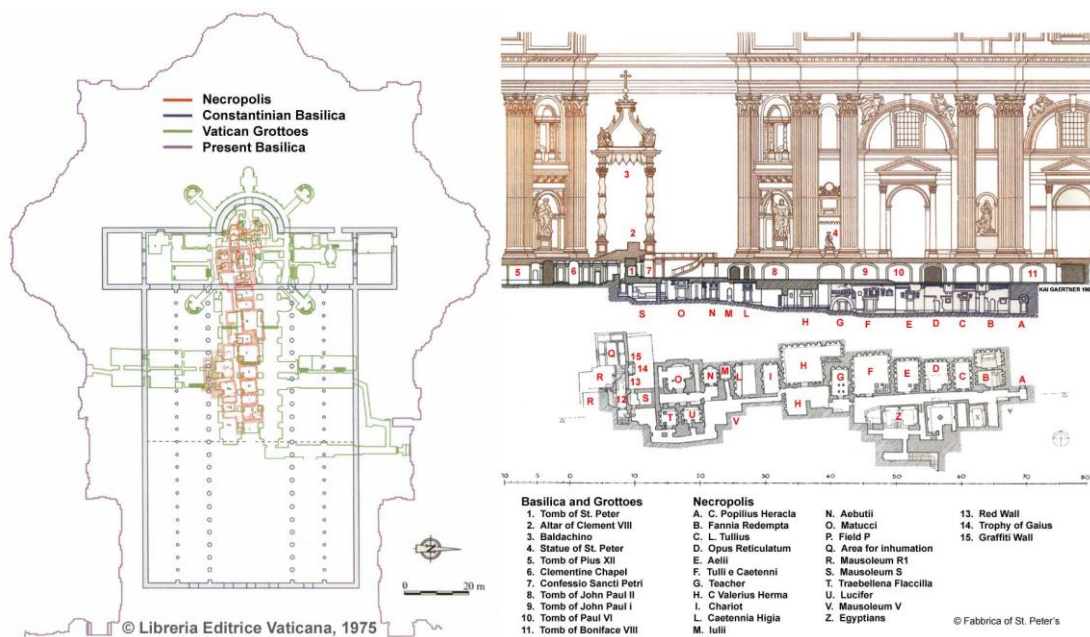 Necropolis
Constantinian Basilica
Vatican Grottoes
Present Basilica
0 20 m
© Libreria Editrice Vaticana, 1975
3
2
4
5 6 1 7 8 9 10 11
KAI GAERTNER
S O N M L H G F E D C B A
Q 15 14 R 13 R 12 S O N M L I H G F E D C B A
T U V H Z X
10 0 10 20 30 40 50 60 70 80
Basilica and Grottoes
1. Tomb of St. Peter
2. Altar of Clement VIII
3. Baldachino
4. Statue of St. Peter
5. Tomb of Pius XII
6. Clementine Chapel
7. Confessio Sancti Petri
8. Tomb of John Paul II
9. Tomb of John Paul i
10. Tomb of Paul VI
11. Tomb of Boniface VIII
Necropolis
A. C. Popilius Heracla
B. Fannia Redempta
C. L. Tullius
D. Opus Reticulatum
E. Aelii
F. Tulli e Caetenni
G. Teacher
H. C Valerius Herma
I. Chariot
L. Caetennia Higia
M. Iulii
N. Aebutii
O. Matucci
P. Field P
Q. Area for inhumation
R. Mausoleum R1
S. Mausoleum S
T. Traebellena Flaccilla
U. Lucifer
V. Mausoleum V
Z. Egyptians
13. Red Wall
14. Trophy of Gaius
15. Graffiti Wall
© Fabbrica of St. Peter's